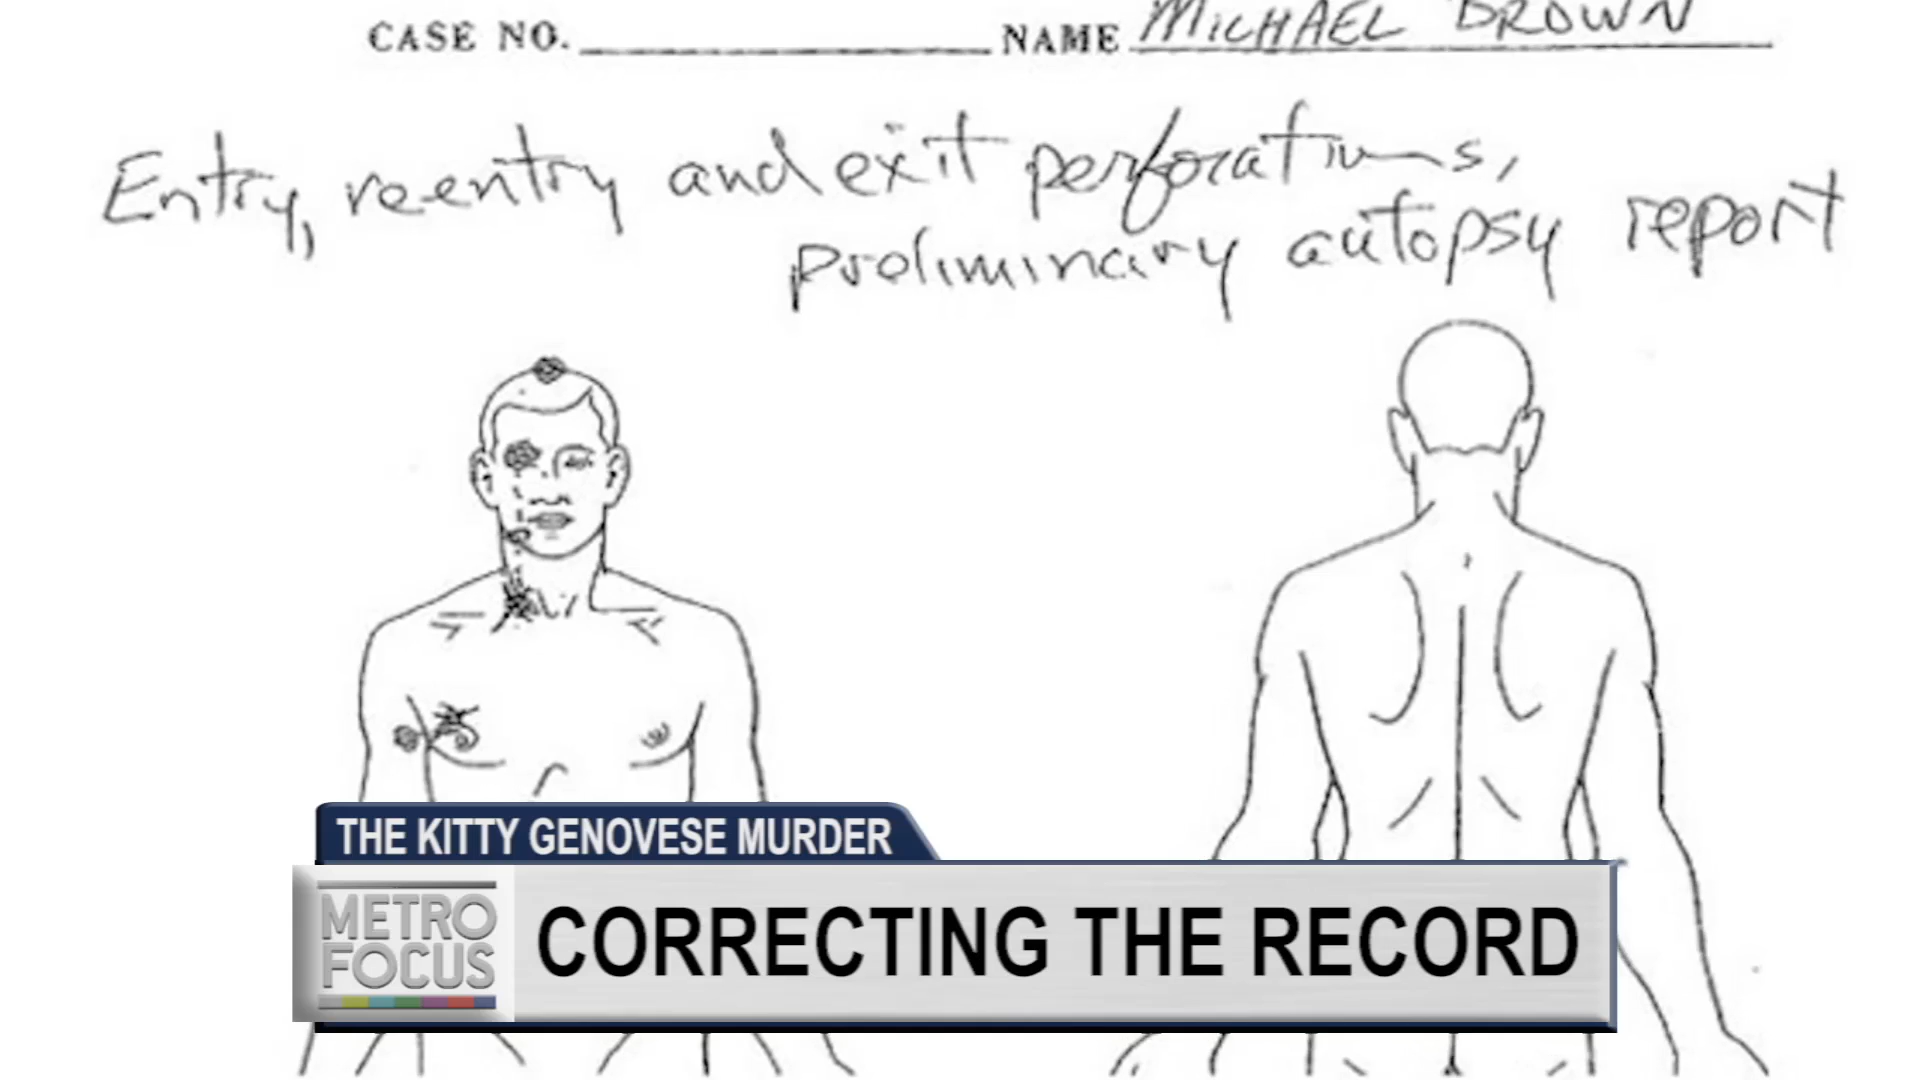 CASE NO. NAME MICHAEL BROWN
Entry, reentry and exit perforations,
preliminary autopsy report
THE KITTY GENOVESE MURDER
METRO
FOCUS
CORRECTING THE RECORD